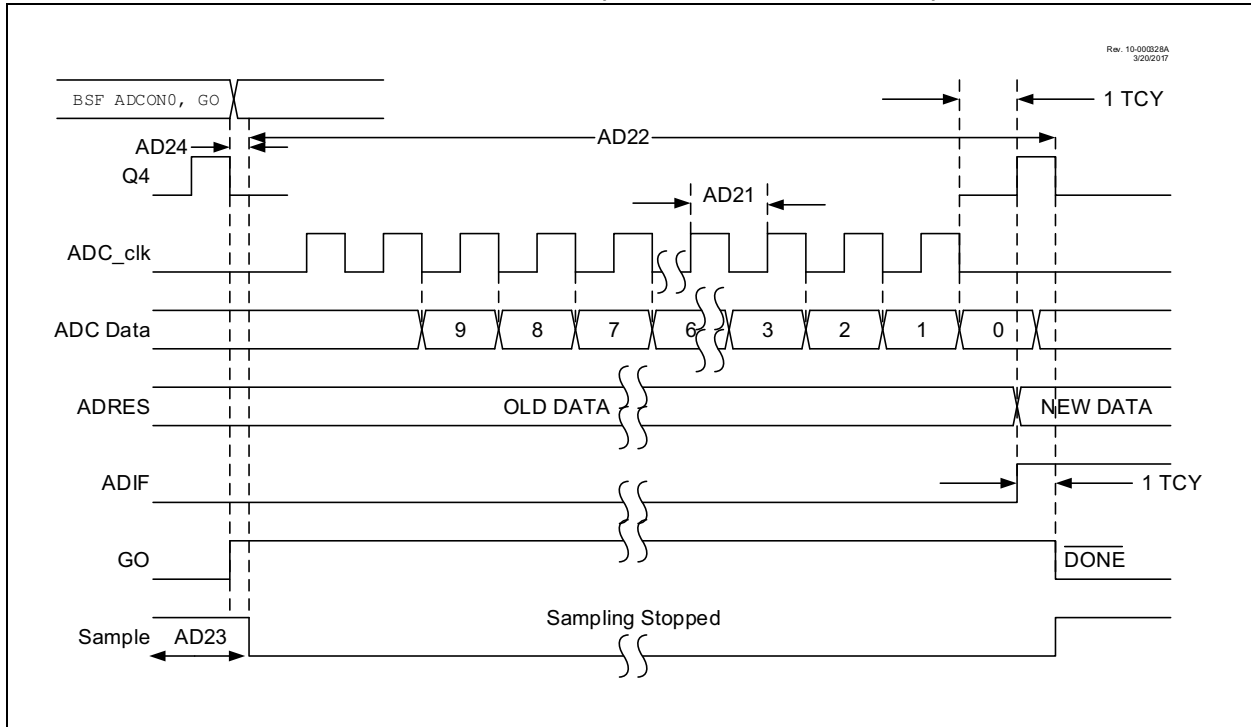 Rev. 10-000328A
3/20/2017
BSF ADCON0, GO
1 TCY
AD24
AD22
Q4
AD21
ADC_clk
ADC Data
9 8 7 6 3 2 1 0
ADRES
OLD DATA
NEW DATA
ADIF
1 TCY
GO
DONE
Sampling Stopped
Sample
AD23